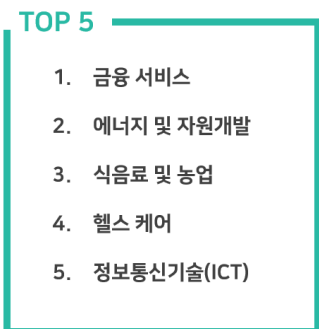 TOP 5
1. 금융 서비스
2. 에너지 및 자원개발
3. 식음료 및 농업
4. 헬스 케어
5. 정보통신기술(ICT)